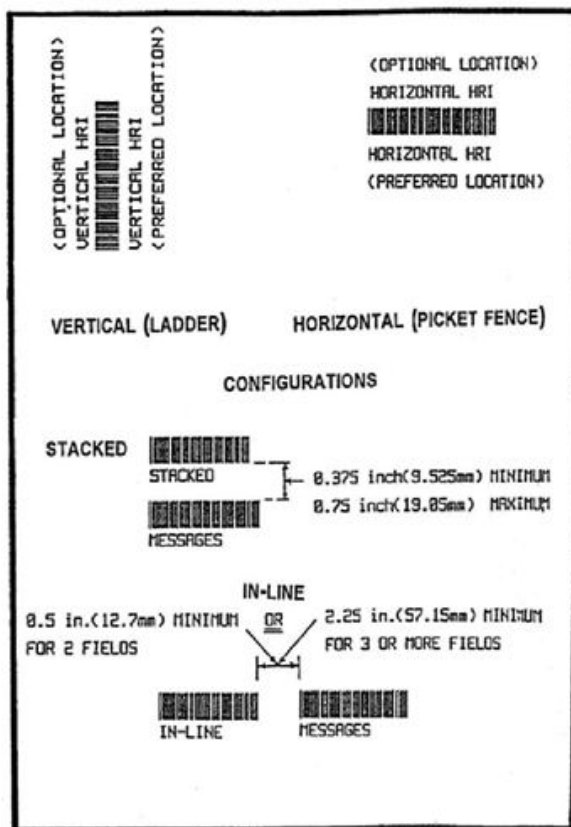 (OPTIONAL LOCATION)
VERTICAL HRI
VERTICAL HRI
(PREFERRED LOCATION)
(OPTIONAL LOCATION)
HORIZONTAL HRI
HORIZONTAL HRI
(PREFERRED LOCATION)
VERTICAL (LADDER)
HORIZONTAL (PICKET FENCE)
CONFIGURATIONS
STACKED
STACKED
0.375 inch(9.525mm) MINIMUM
0.75 inch(19.05mm) MAXIMUM
MESSAGES
IN-LINE
0.5 in.(12.7mm) MINIMUM
FOR 2 FIELDS
OR
2.25 in.(57.15mm) MINIMUM
FOR 3 OR MORE FIELDS
IN-LINE
MESSAGES